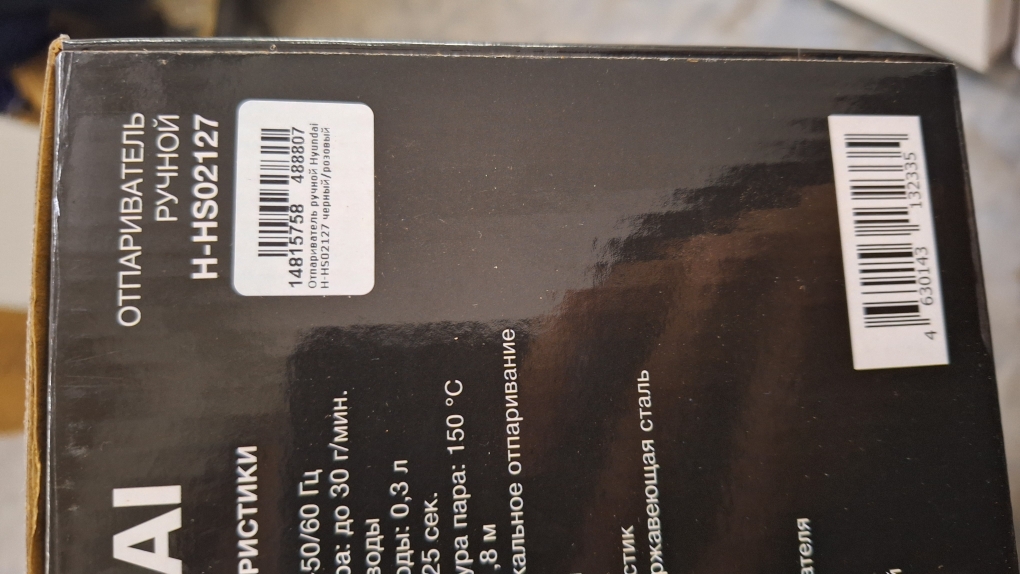 ОТПАРИВАТЕЛЬ
РУЧНОЙ
H-HS02127
14815758 488807
Отпариватель ручной Hyundai
H-HS02127 черный/розовый
AI
РИСТИКИ
50/60 Гц
ра: до 30 г/мин.
воды
оды: 0,3 л
25 сек.
ура пара: 150 °C
,8 м
кальное отпаривание
стик
ржавеющая сталь
ателя
й
4 630143 132335